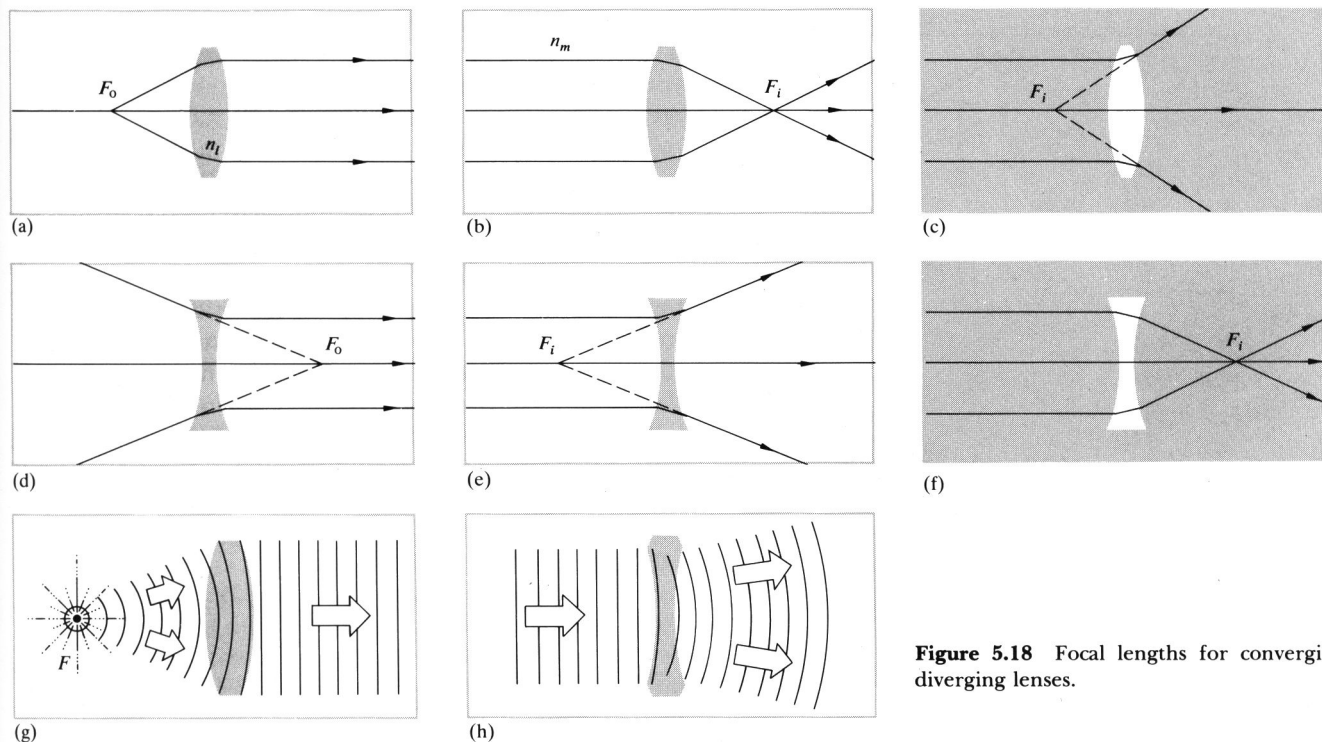 F_o
n_l
(a)
n_m
F_i
(b)
F_i
(c)
F_o
(d)
F_i
(e)
F_i
(f)
F
(g)
(h)
Figure 5.18 Focal lengths for convergi
diverging lenses.